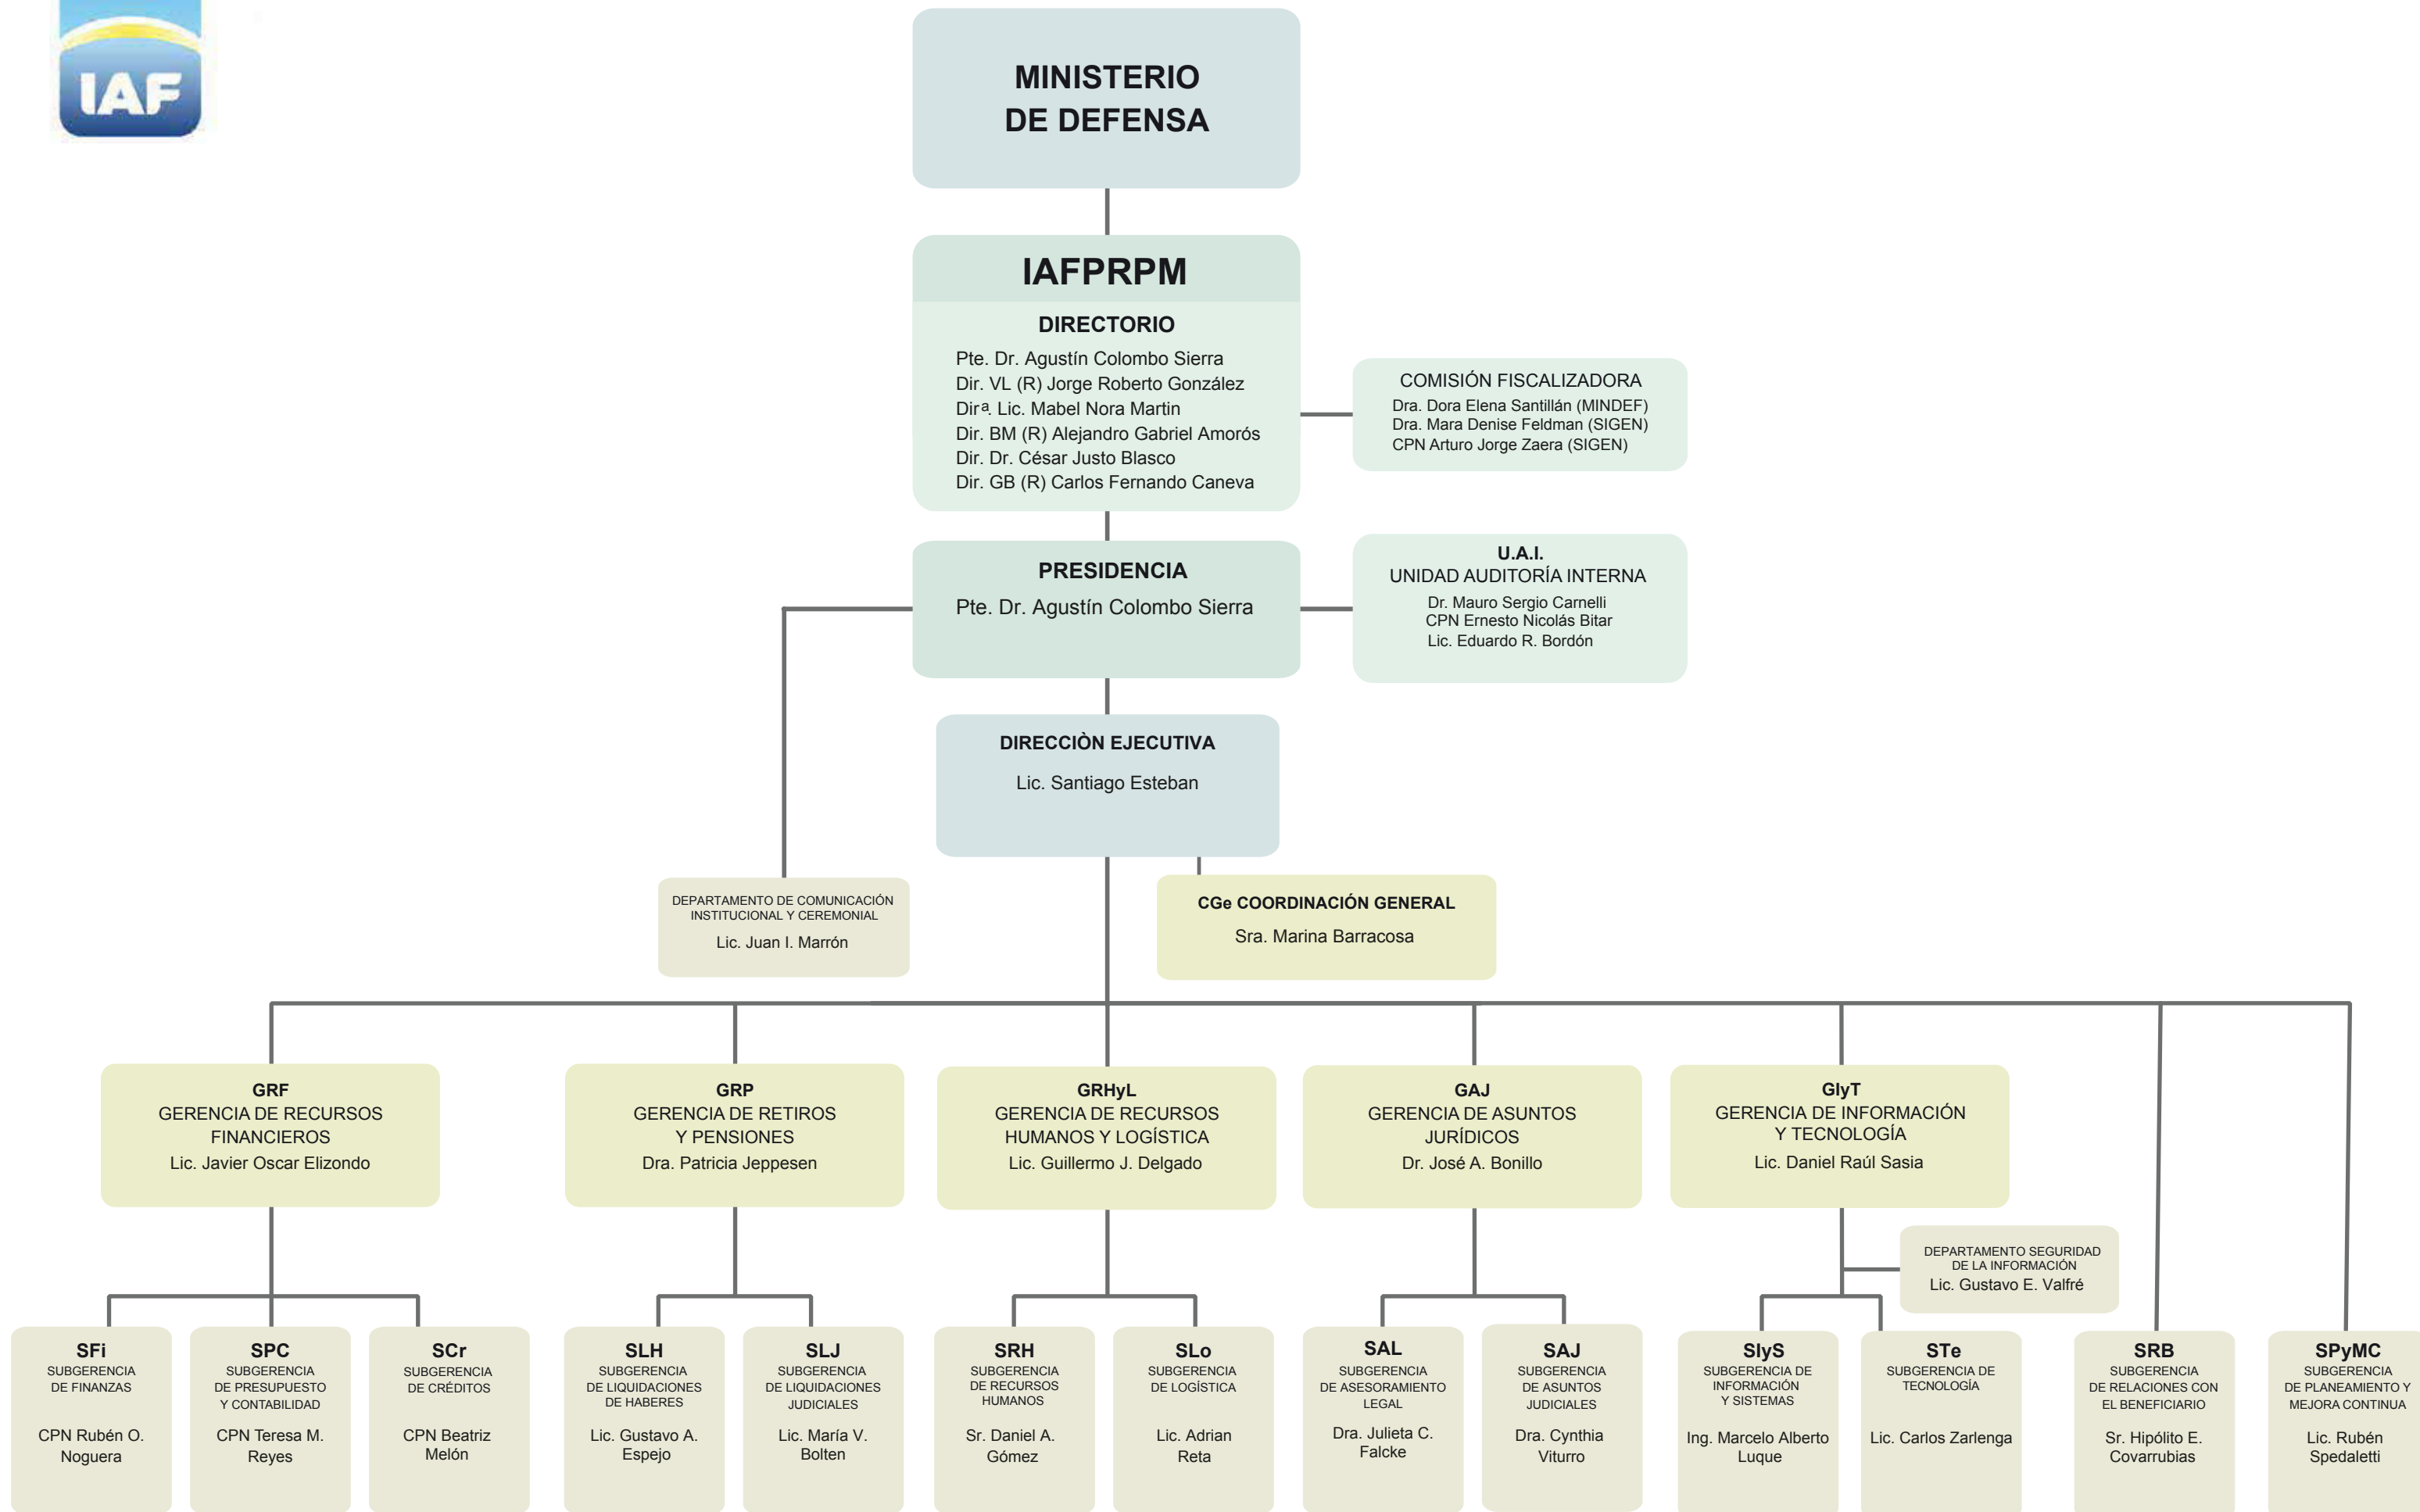 IAF
MINISTERIO
DE DEFENSA
IAFPRPM
DIRECTORIO
Pte. Dr. Agustín Colombo Sierra
Dir. VL (R) Jorge Roberto González
Dirª. Lic. Mabel Nora Martin
Dir. BM (R) Alejandro Gabriel Amorós
Dir. Dr. César Justo Blasco
Dir. GB (R) Carlos Fernando Caneva
COMISIÓN FISCALIZADORA
Dra. Dora Elena Santillán (MINDEF)
Dra. Mara Denise Feldman (SIGEN)
CPN Arturo Jorge Zaera (SIGEN)
PRESIDENCIA
Pte. Dr. Agustín Colombo Sierra
U.A.I.
UNIDAD AUDITORÍA INTERNA
Dr. Mauro Sergio Carnelli
CPN Ernesto Nicolás Bitar
Lic. Eduardo R. Bordón
DIRECCIÒN EJECUTIVA
Lic. Santiago Esteban
DEPARTAMENTO DE COMUNICACIÓN
INSTITUCIONAL Y CEREMONIAL
Lic. Juan I. Marrón
CGe COORDINACIÓN GENERAL
Sra. Marina Barracosa
GRF
GERENCIA DE RECURSOS
FINANCIEROS
Lic. Javier Oscar Elizondo
GRP
GERENCIA DE RETIROS
Y PENSIONES
Dra. Patricia Jeppesen
GRHyL
GERENCIA DE RECURSOS
HUMANOS Y LOGÍSTICA
Lic. Guillermo J. Delgado
GAJ
GERENCIA DE ASUNTOS
JURÍDICOS
Dr. José A. Bonillo
GIyT
GERENCIA DE INFORMACIÓN
Y TECNOLOGÍA
Lic. Daniel Raúl Sasia
DEPARTAMENTO SEGURIDAD
DE LA INFORMACIÓN
Lic. Gustavo E. Valfré
SFi
SUBGERENCIA
DE FINANZAS
CPN Rubén O.
Noguera
SPC
SUBGERENCIA
DE PRESUPUESTO
Y CONTABILIDAD
CPN Teresa M.
Reyes
SCr
SUBGERENCIA
DE CRÉDITOS
CPN Beatriz
Melón
SLH
SUBGERENCIA
DE LIQUIDACIONES
DE HABERES
Lic. Gustavo A.
Espejo
SLJ
SUBGERENCIA
DE LIQUIDACIONES
JUDICIALES
Lic. María V.
Bolten
SRH
SUBGERENCIA
DE RECURSOS
HUMANOS
Sr. Daniel A.
Gómez
SLo
SUBGERENCIA
DE LOGÍSTICA
Lic. Adrian
Reta
SAL
SUBGERENCIA
DE ASESORAMIENTO
LEGAL
Dra. Julieta C.
Falcke
SAJ
SUBGERENCIA
DE ASUNTOS
JUDICIALES
Dra. Cynthia
Viturro
SIyS
SUBGERENCIA DE
INFORMACIÓN
Y SISTEMAS
Ing. Marcelo Alberto
Luque
STe
SUBGERENCIA DE
TECNOLOGÍA
Lic. Carlos Zarlenga
SRB
SUBGERENCIA
DE RELACIONES CON
EL BENEFICIARIO
Sr. Hipólito E.
Covarrubias
SPyMC
SUBGERENCIA
DE PLANEAMIENTO Y
MEJORA CONTINUA
Lic. Rubén
Spedaletti